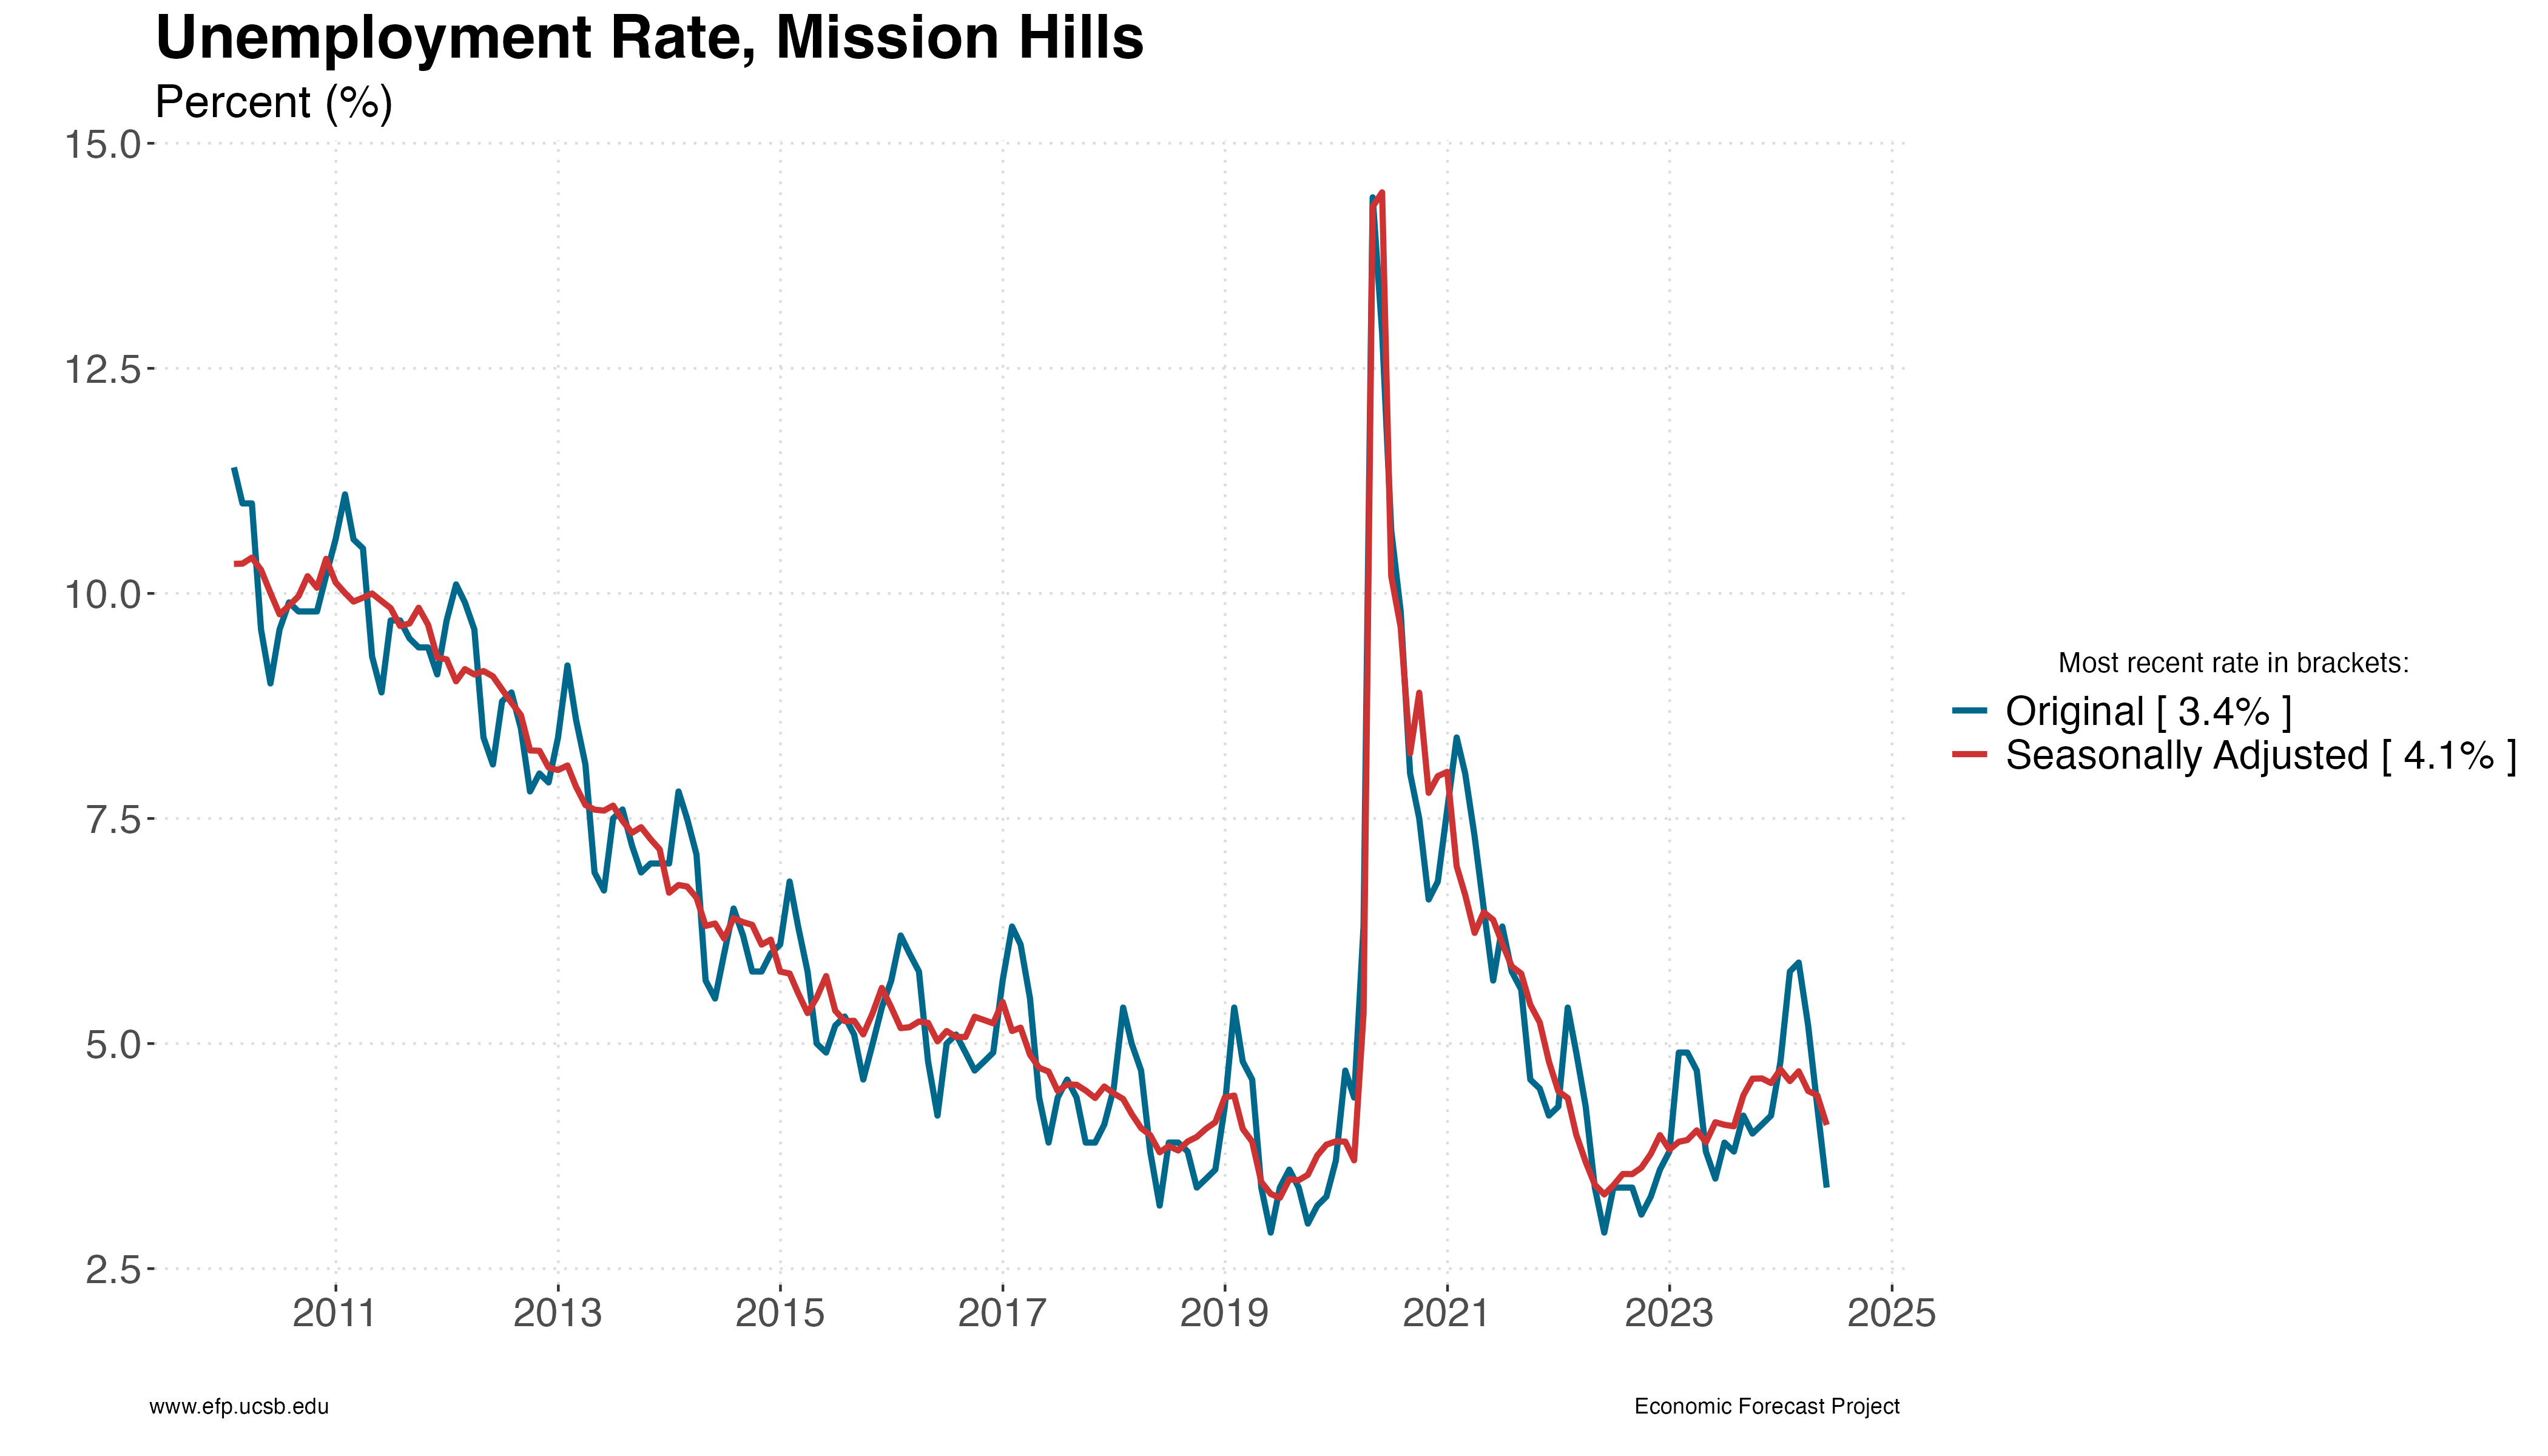 Unemployment Rate, Mission Hills
Percent (%)
15.0
12.5
10.0
7.5
5.0
2.5
2011 2013 2015 2017 2019 2021 2023 2025
Most recent rate in brackets:
Original [ 3.4% ]
Seasonally Adjusted [ 4.1% ]
www.efp.ucsb.edu
Economic Forecast Project